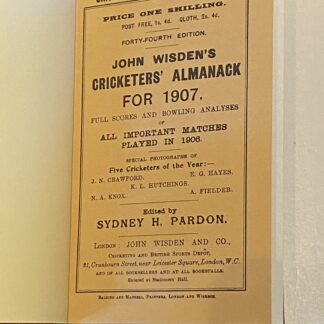 PRICE ONE SHILLING.
POST FREE, 1s. 4d. CLOTH, 2s. 4d.
FORTY-FOURTH EDITION.
JOHN WISDEN'S
CRICKETERS' ALMANACK
FOR 1907.
FULL SCORES AND BOWLING ANALYSES
OF
ALL IMPORTANT MATCHES
PLAYED IN 1906.
SPECIAL PHOTOGRAPHS OF
Five Cricketers of the Year:—
J. N. CRAWFORD. E. G. HAYES.
K. L. HUTCHINGS.
N. A. KNOX. A. FIELDER.
Edited by
SYDNEY H. PARDON.
LONDON: JOHN WISDEN AND CO.,
CRICKETING AND BRITISH SPORTS DEPÔT,
21, Cranbourn Street, near Leicester Square, London, W.C.
AND OF ALL BOOKSELLERS AND AT ALL BOOKSTALLS.
Entered at Stationers' Hall.
BALDING AND MANSELL, PRINTERS, LONDON AND WISBECH.